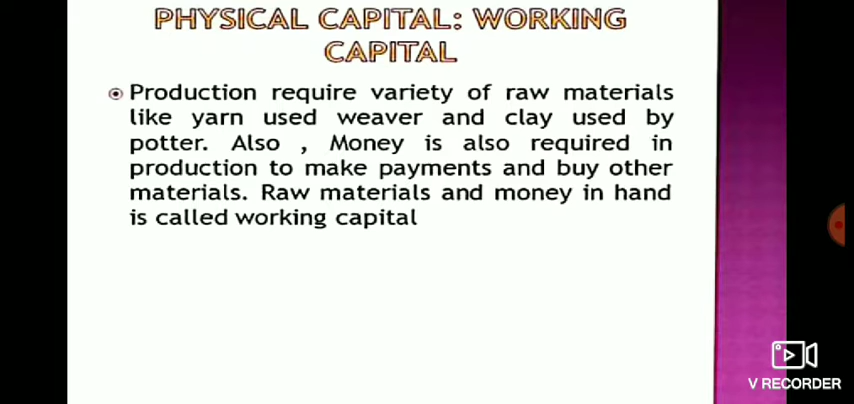 PHYSICAL CAPITAL: WORKING
CAPITAL
Production require variety of raw materials
like yarn used weaver and clay used by
potter. Also , Money is also required in
production to make payments and buy other
materials. Raw materials and money in hand
is called working capital
V RECORDER